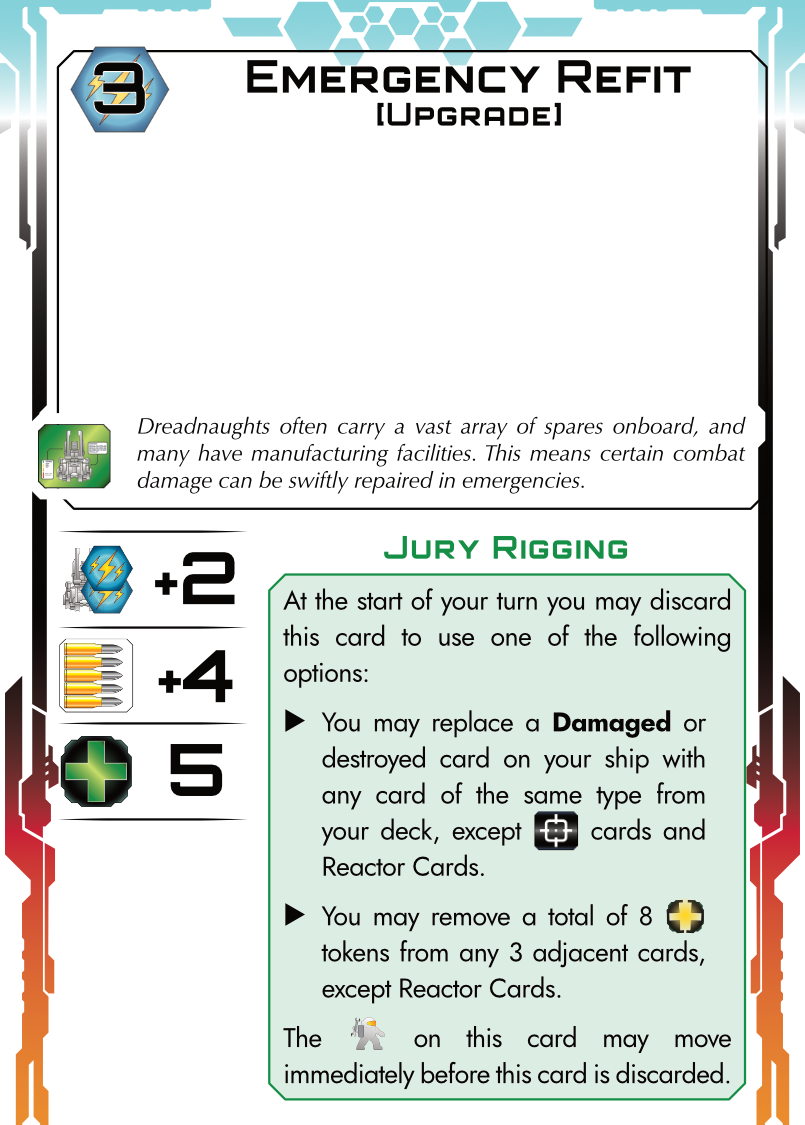 3
EMERGENCY REFIT
[UPGRADE]
Dreadnaughts often carry a vast array of spares onboard, and
many have manufacturing facilities. This means certain combat
damage can be swiftly repaired in emergencies.
+2
+4
5
JURY RIGGING
At the start of your turn you may discard
this card to use one of the following
options:
▶ You may replace a Damaged or
destroyed card on your ship with
any card of the same type from
your deck, except cards and
Reactor Cards.
▶ You may remove a total of 8
tokens from any 3 adjacent cards,
except Reactor Cards.
The on this card may move
immediately before this card is discarded.